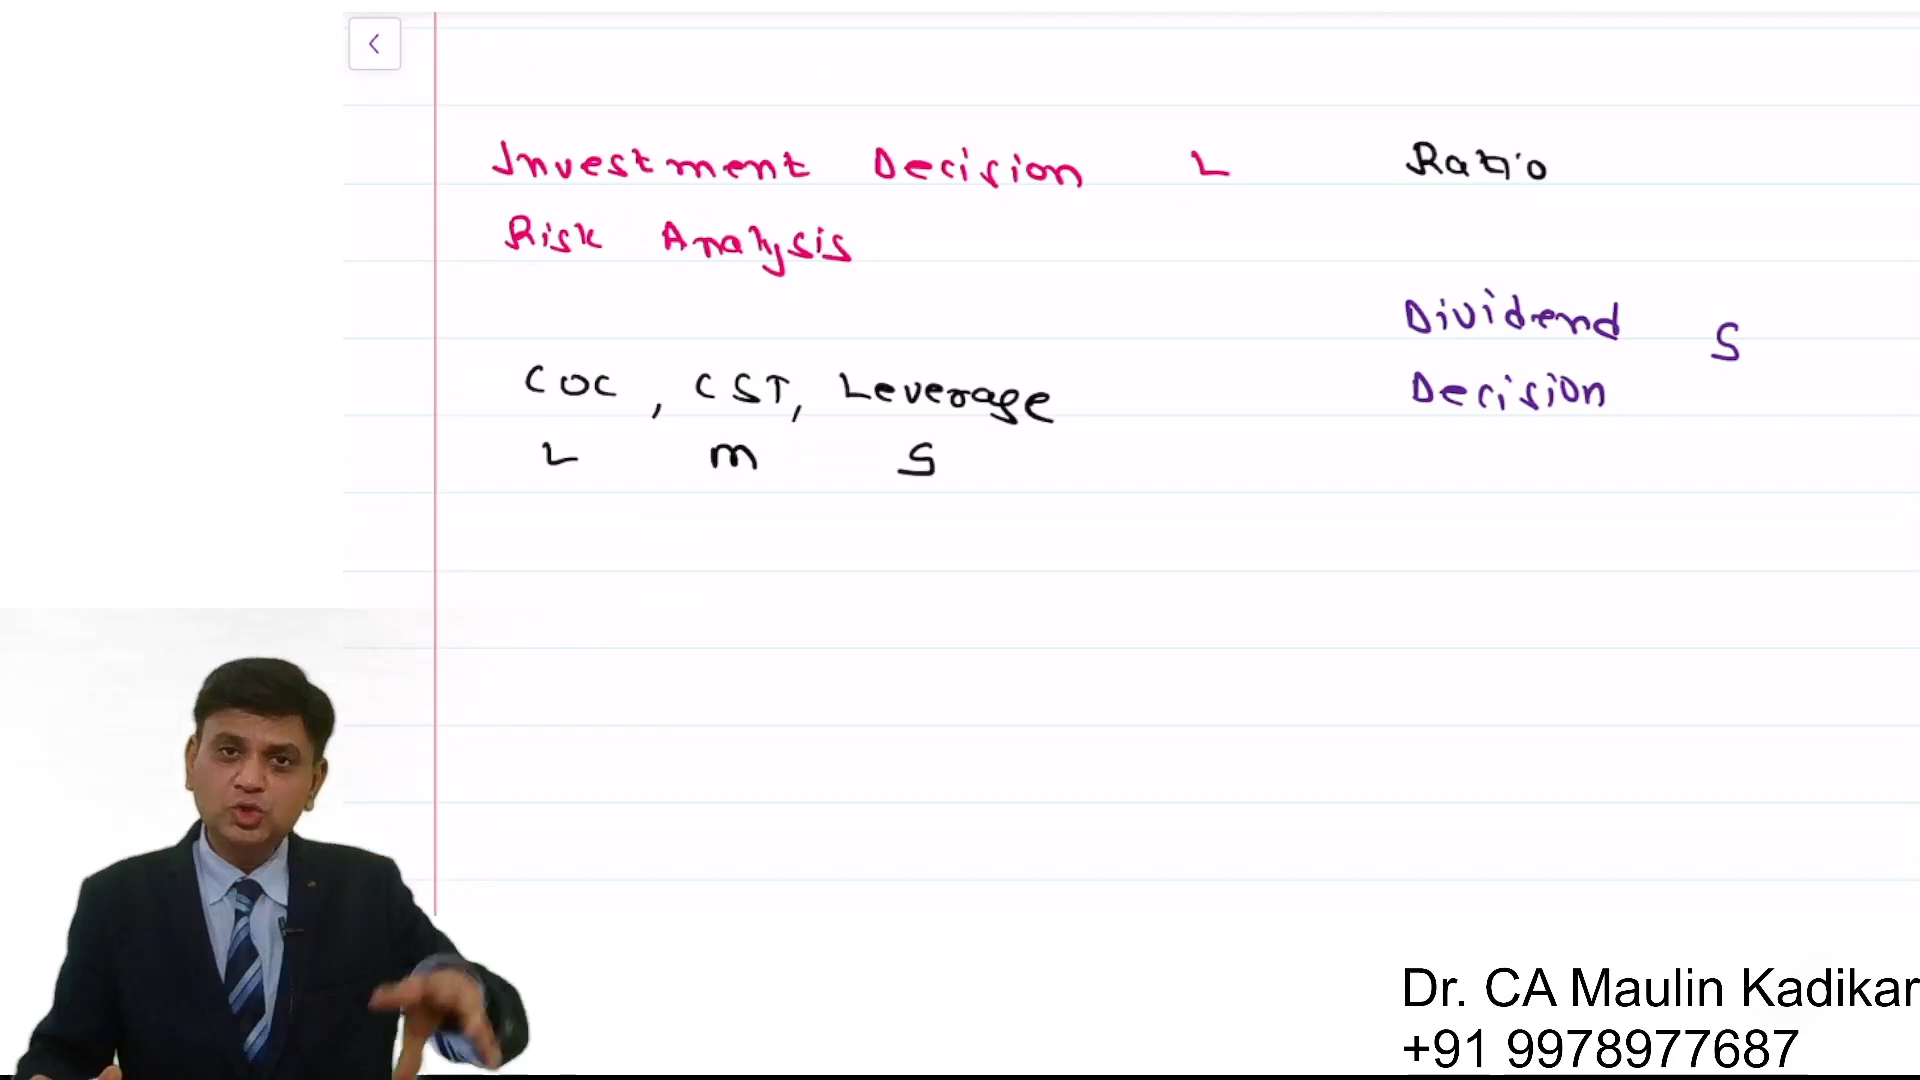 Investment Decision L Ratio
Risk Analysis
Dividend S
Decision
COC, CST, Leverage
L m S
Dr. CA Maulin Kadikar
+91 9978977687